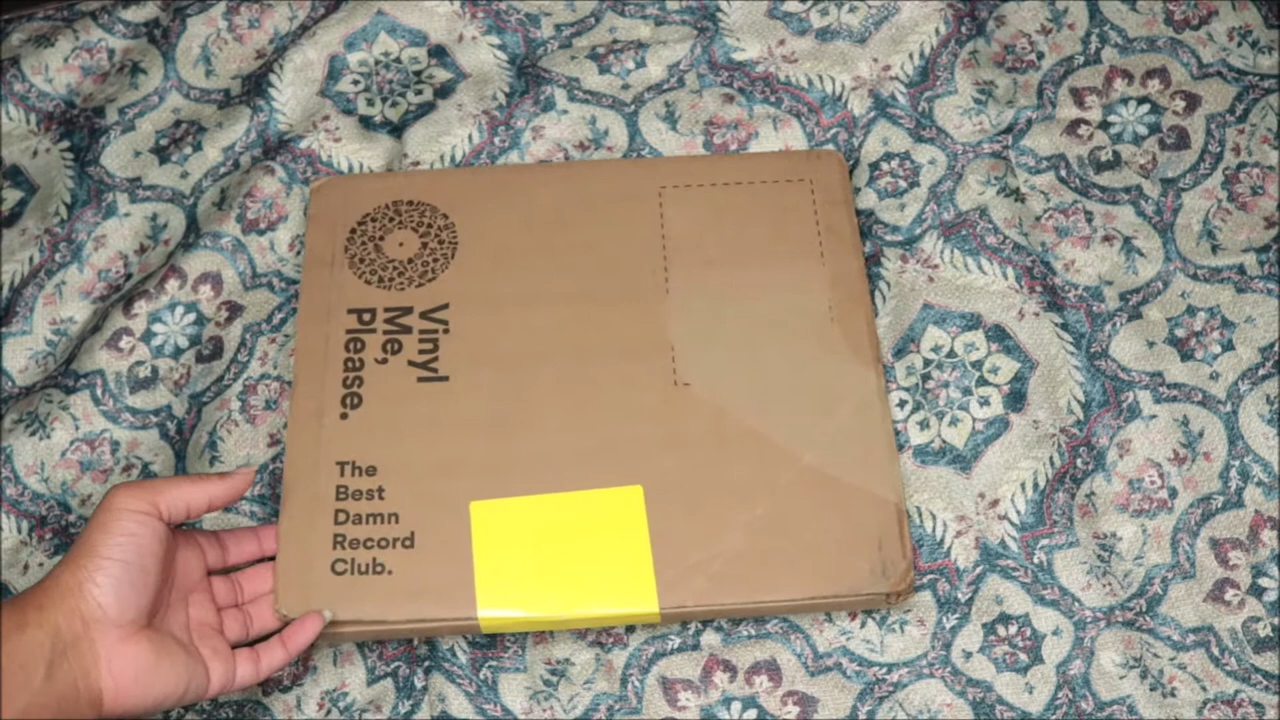 Vinyl
Me,
Please.
The
Best
Damn
Record
Club.